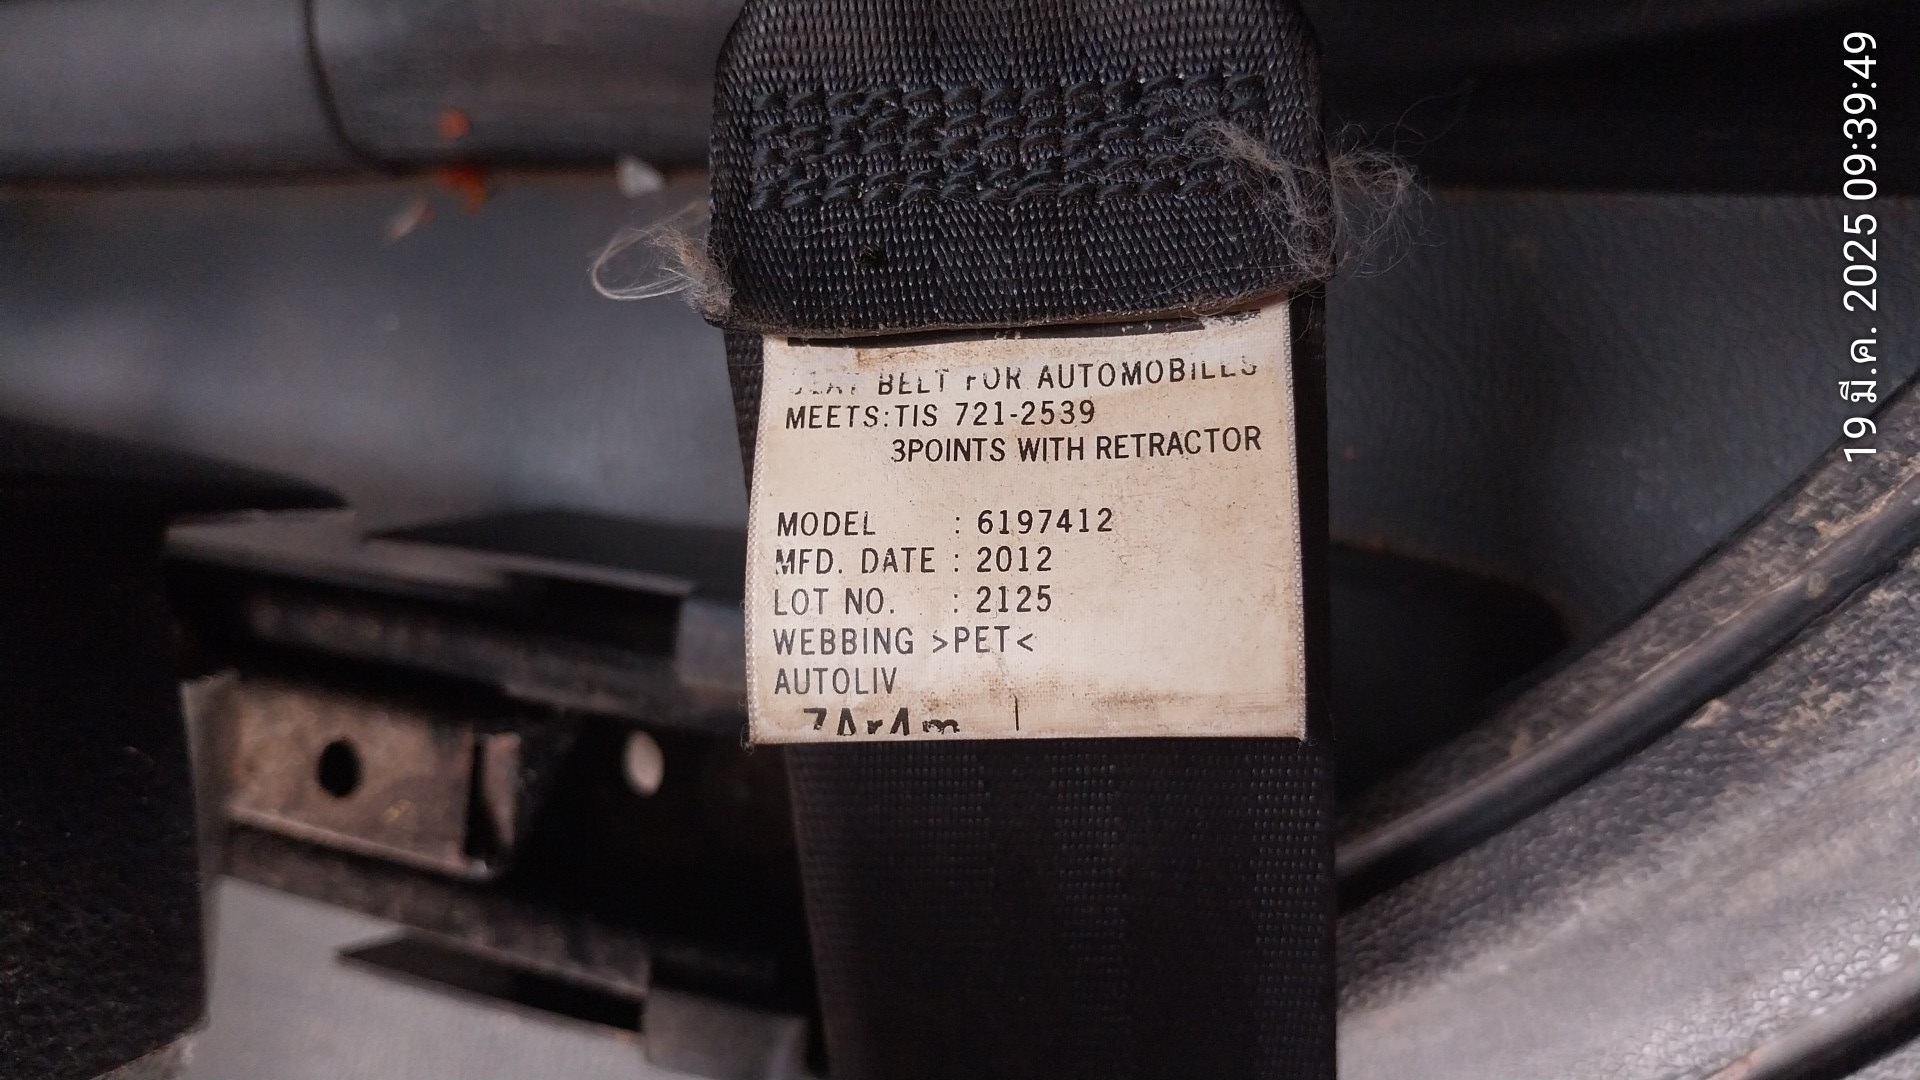 SEAT BELT FOR AUTOMOBILES
MEETS:TIS 721-2539
3POINTS WITH RETRACTOR
MODEL : 6197412
MFD. DATE : 2012
LOT NO. : 2125
WEBBING >PET<
AUTOLIV
19 มี.ค. 2025 09:39:49